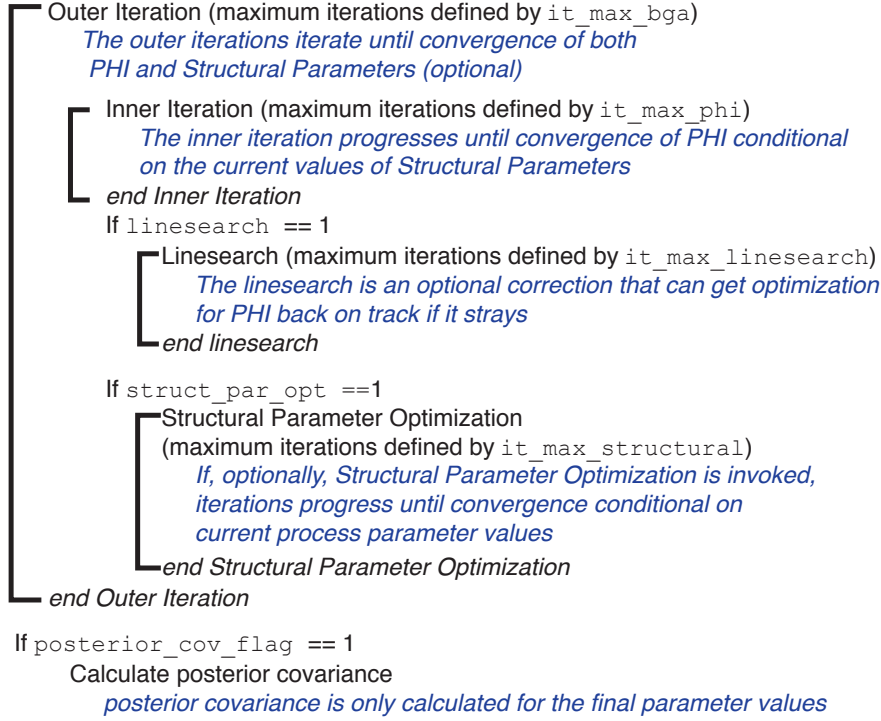 Outer Iteration (maximum iterations defined by it_max_bga)
The outer iterations iterate until convergence of both
PHI and Structural Parameters (optional)
Inner Iteration (maximum iterations defined by it_max_phi)
The inner iteration progresses until convergence of PHI conditional
on the current values of Structural Parameters
end Inner Iteration
If linesearch == 1
Linesearch (maximum iterations defined by it_max_linesearch)
The linesearch is an optional correction that can get optimization
for PHI back on track if it strays
end linesearch
If struct_par_opt ==1
Structural Parameter Optimization
(maximum iterations defined by it_max_structural)
If, optionally, Structural Parameter Optimization is invoked,
iterations progress until convergence conditional on
current process parameter values
end Structural Parameter Optimization
end Outer Iteration
If posterior_cov_flag == 1
Calculate posterior covariance
posterior covariance is only calculated for the final parameter values